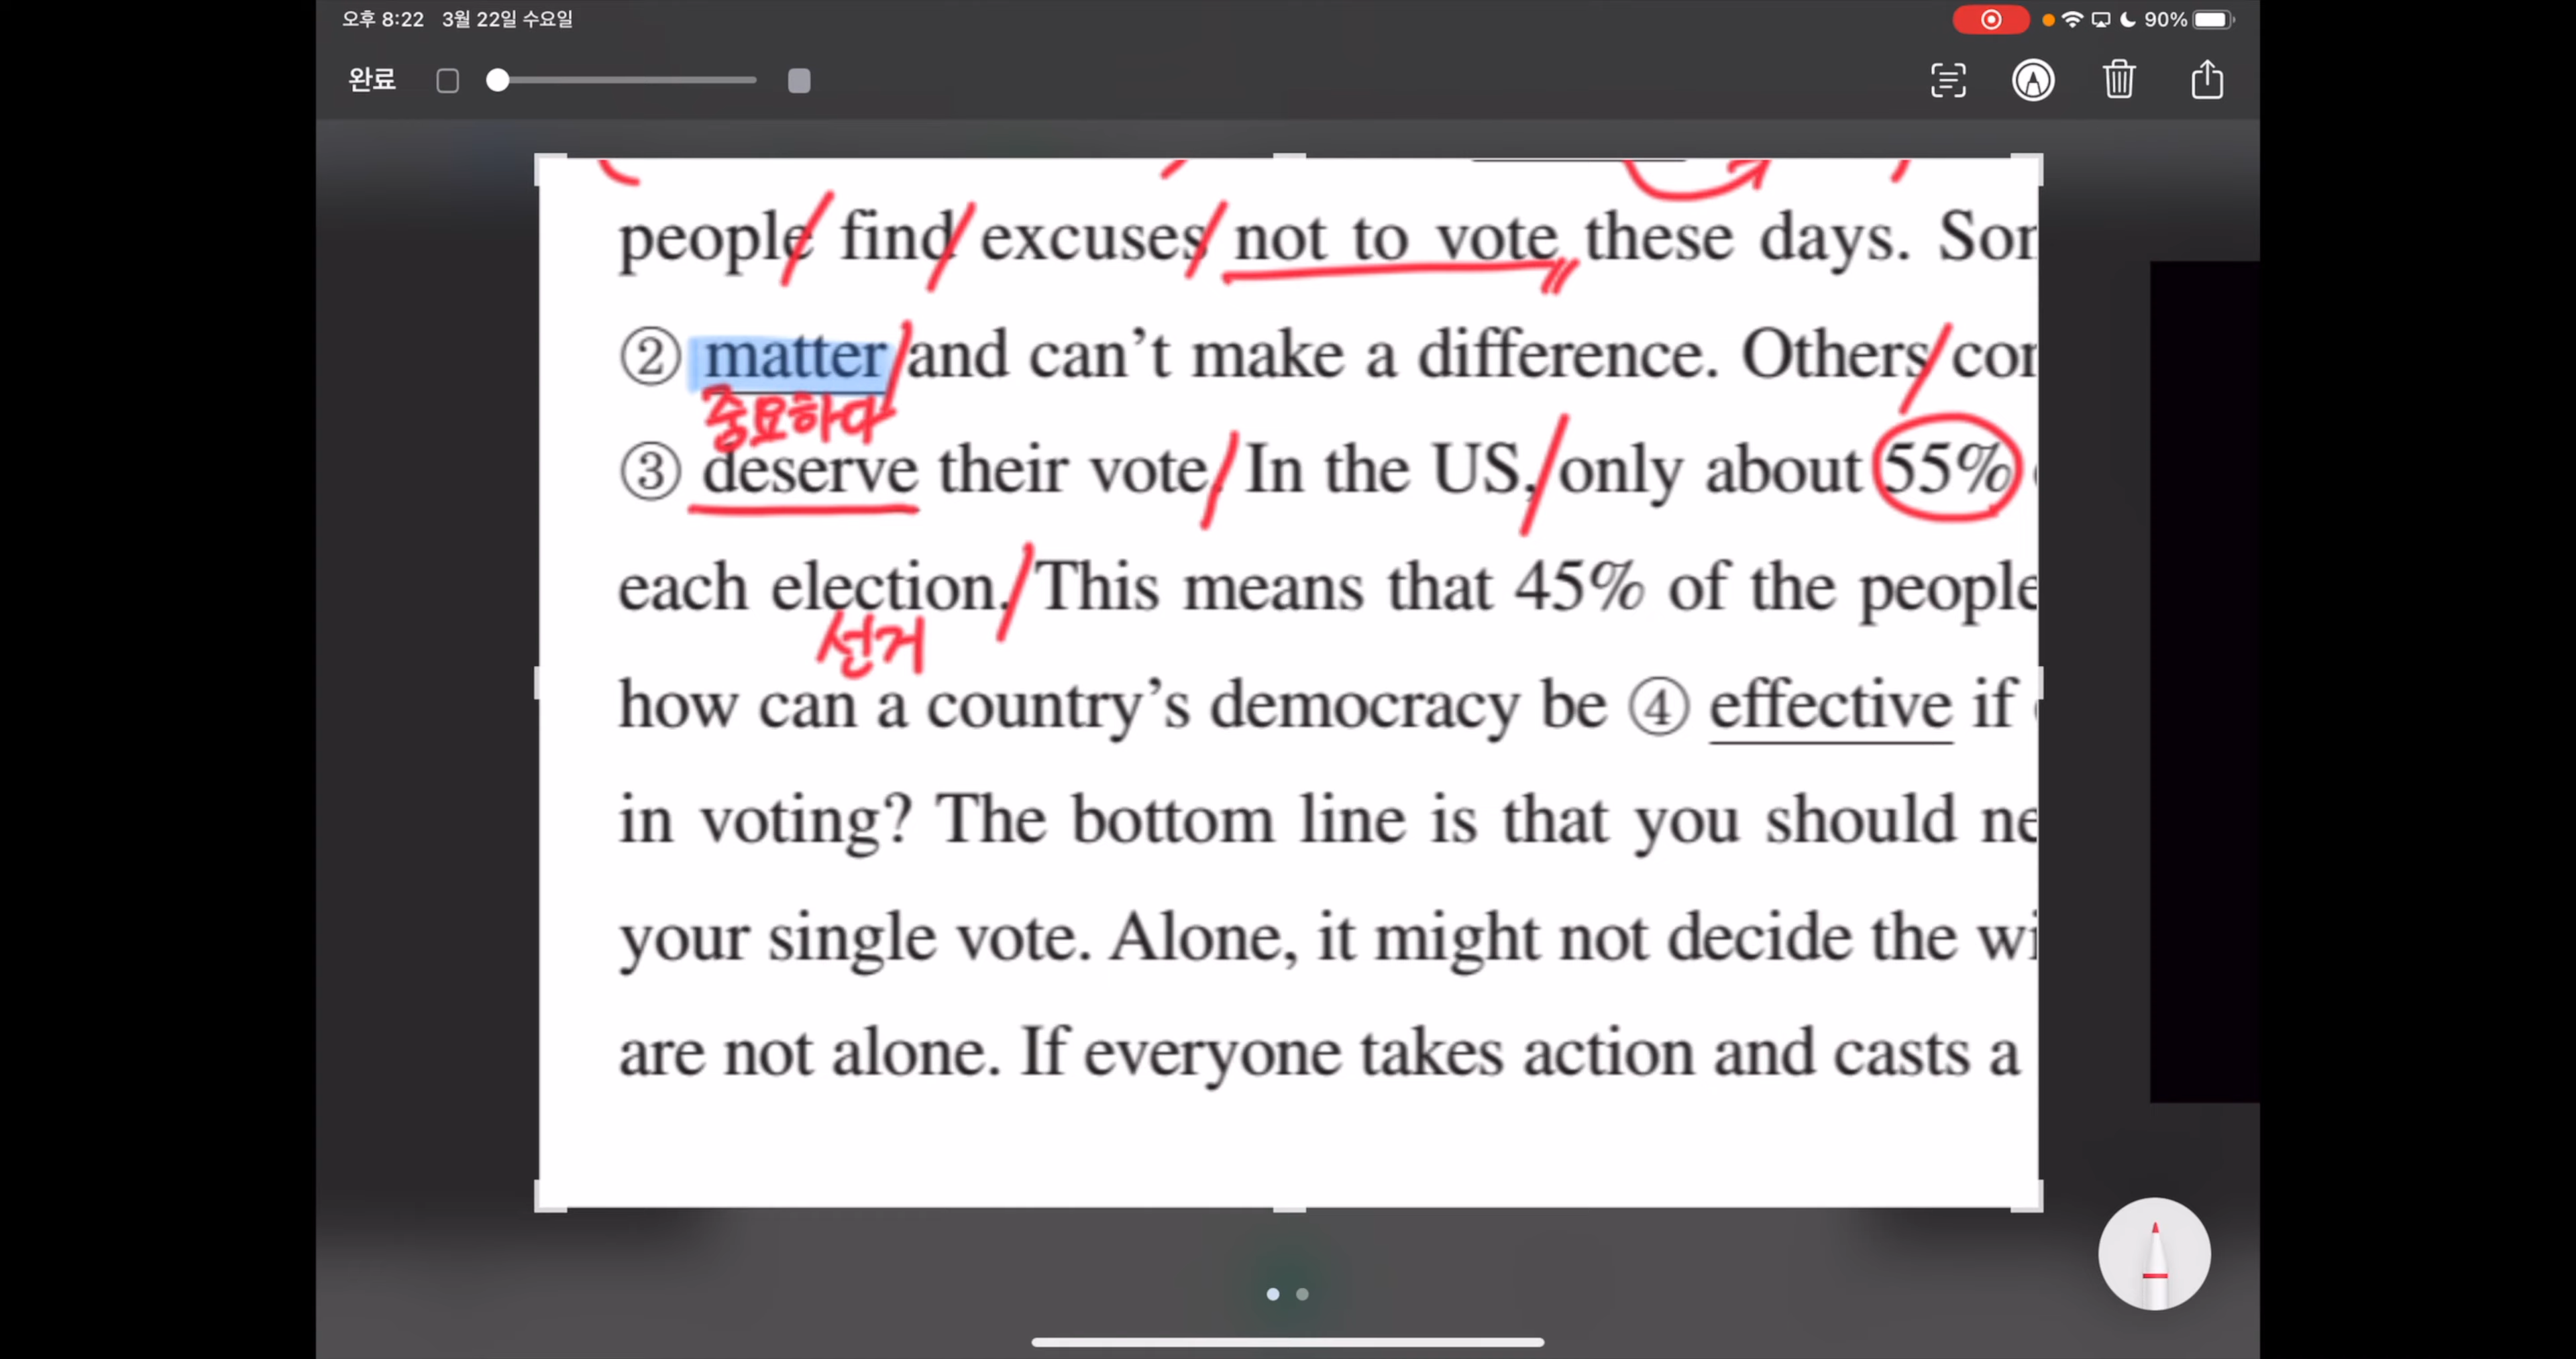 오후 8:22 3월 22일 수요일 90%
완료
people find excuses not to vote these days.
② matter and can't make a difference. Others
중요하다
③ deserve their vote. In the US, only about 55%
each election. This means that 45% of the people
선거
how can a country's democracy be ④ effective if
in voting? The bottom line is that you should
your single vote. Alone, it might not decide the
are not alone. If everyone takes action and casts a